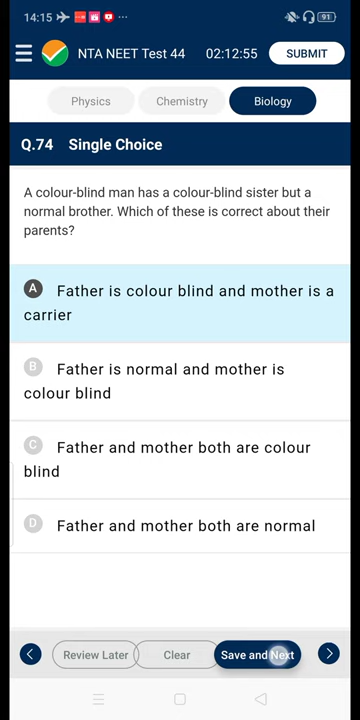 14:15
91
NTA NEET Test 44
02:12:55
SUBMIT
Physics
Chemistry
Biology
Q.74 Single Choice
A colour-blind man has a colour-blind sister but a
normal brother. Which of these is correct about their
parents?
A Father is colour blind and mother is a
carrier
B Father is normal and mother is
colour blind
C Father and mother both are colour
blind
D Father and mother both are normal
Review Later
Clear
Save and Next